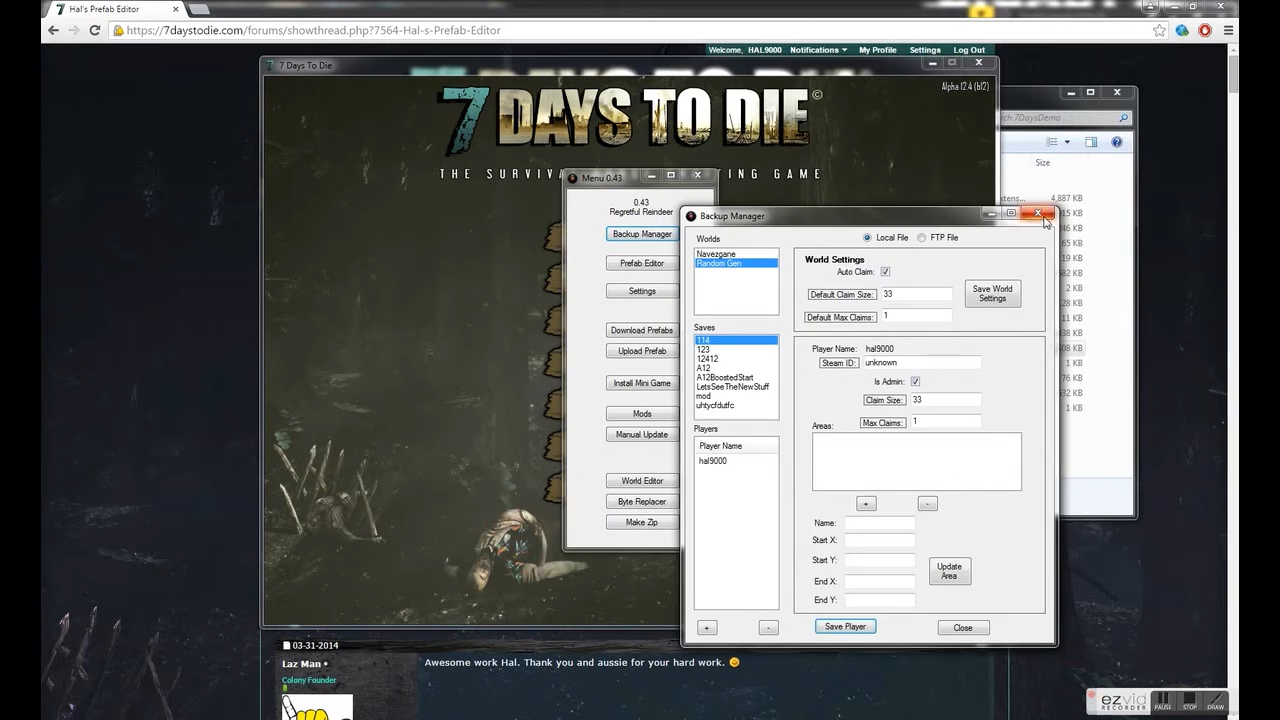 Hal's Prefab Editor
https://7daystodie.com/forums/showthread.php?7564-Hal-s-Prefab-Editor
Welcome, HAL9000 Notifications My Profile Settings Log Out
7 Days To Die
Alpha 12.4 (b12)
7 DAYS TO DIE ©
THE SURVIVA TING GAME
7DaysDemo
Size
4,887 KB
Menu 0.43
0.43
Regretful Reindeer
Backup Manager
Prefab Editor
Settings
Download Prefabs
Upload Prefab
Install Mini Game
Mods
Manual Update
World Editor
Byte Replacer
Make Zip
Backup Manager
Worlds
Navezgane
Random Gen
Saves
114
123
12412
A12
A12BoostedStart
LetsSeeTheNewStuff
mod
uhtycfdutfc
Players
Player Name
hal9000
+ -
Local File FTP File
World Settings
Auto Claim:
Default Claim Size: 33
Default Max Claims: 1
Save World
Settings
Player Name: hal9000
Steam ID: unknown
Is Admin:
Claim Size: 33
Max Claims: 1
Areas:
+ -
Name:
Start X:
Start Y:
End X:
End Y:
Update
Area
Save Player
Close
03-31-2014
Laz Man
Colony Founder
Awesome work Hal. Thank you and aussie for your hard work.
ezvid
RECORDER
PAUSE STOP DRAW